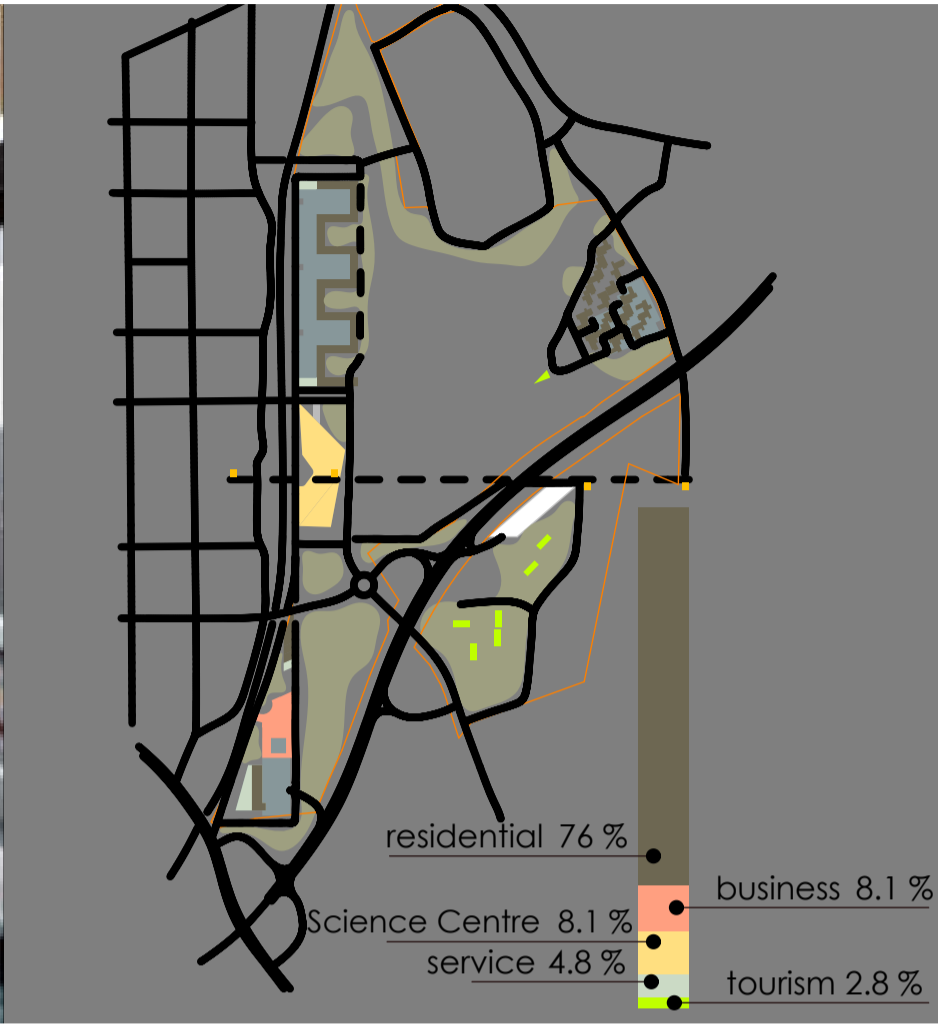 residential 76 %
business 8.1 %
Science Centre 8.1 %
service 4.8 %
tourism 2.8 %